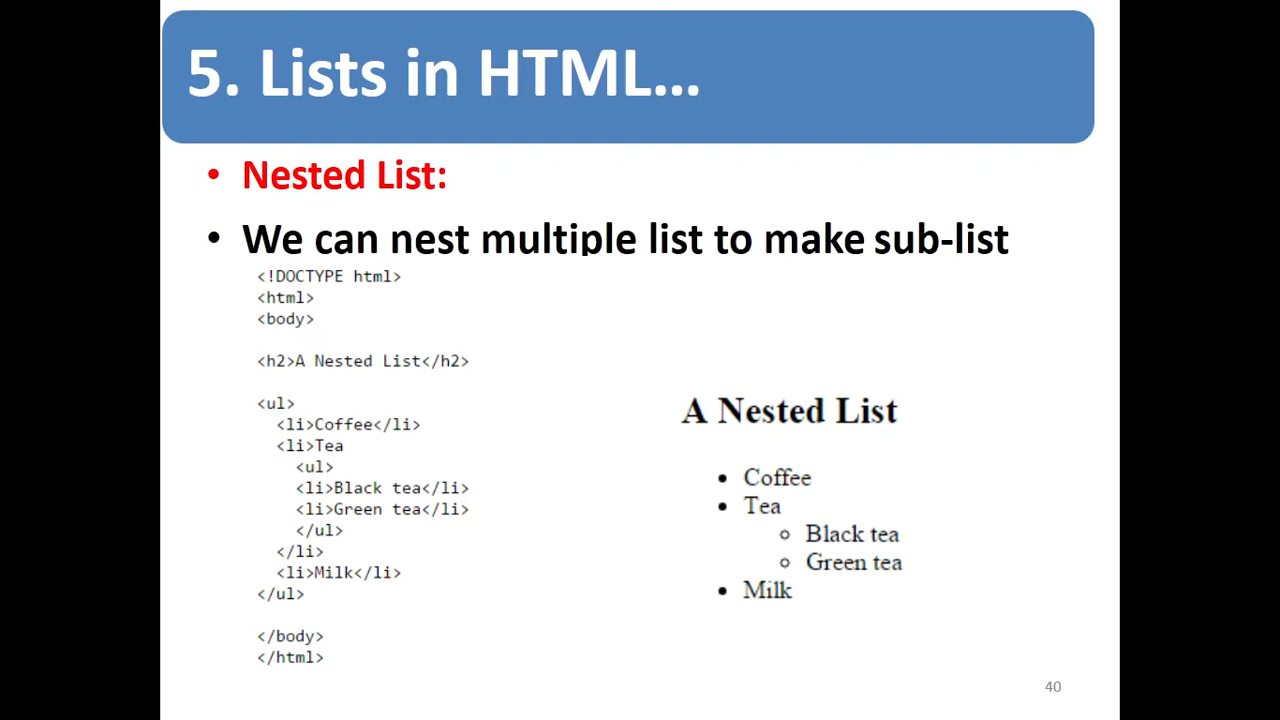 5. Lists in HTML...
• Nested List:
• We can nest multiple list to make sub-list
<!DOCTYPE html>
<html>
<body>
<h2>A Nested List</h2>
<ul>
<li>Coffee</li>
<li>Tea
<ul>
<li>Black tea</li>
<li>Green tea</li>
</ul>
</li>
<li>Milk</li>
</ul>
</body>
</html>
A Nested List
• Coffee
• Tea
○ Black tea
○ Green tea
• Milk
40